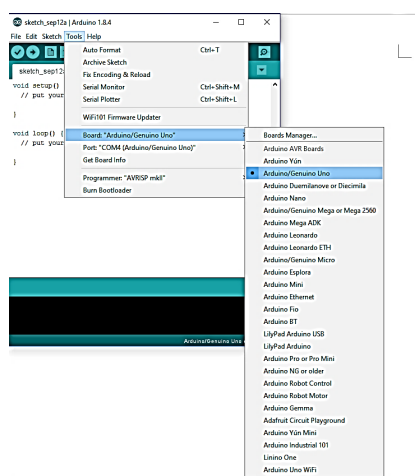 sketch_sep12a | Arduino 1.8.4
File Edit Sketch Tools Help
sketch_sep12
void setup()
// put your
}
void loop() {
// put your
}
Auto Format Ctrl+T
Archive Sketch
Fix Encoding & Reload
Serial Monitor Ctrl+Shift+M
Serial Plotter Ctrl+Shift+L
WiFi101 Firmware Updater
Board: "Arduino/Genuino Uno"
Port: "COM4 (Arduino/Genuino Uno)"
Get Board Info
Programmer: "AVRISP mkII"
Burn Bootloader
Boards Manager...
Arduino AVR Boards
Arduino Yún
Arduino/Genuino Uno
Arduino Duemilanove or Diecimila
Arduino Nano
Arduino/Genuino Mega or Mega 2560
Arduino Mega ADK
Arduino Leonardo
Arduino Leonardo ETH
Arduino/Genuino Micro
Arduino Esplora
Arduino Mini
Arduino Ethernet
Arduino Fio
Arduino BT
LilyPad Arduino USB
LilyPad Arduino
Arduino Pro or Pro Mini
Arduino NG or older
Arduino Robot Control
Arduino Robot Motor
Arduino Gemma
Adafruit Circuit Playground
Arduino Yún Mini
Arduino Industrial 101
Linino One
Arduino Uno WiFi
Arduino/Genuino Uno